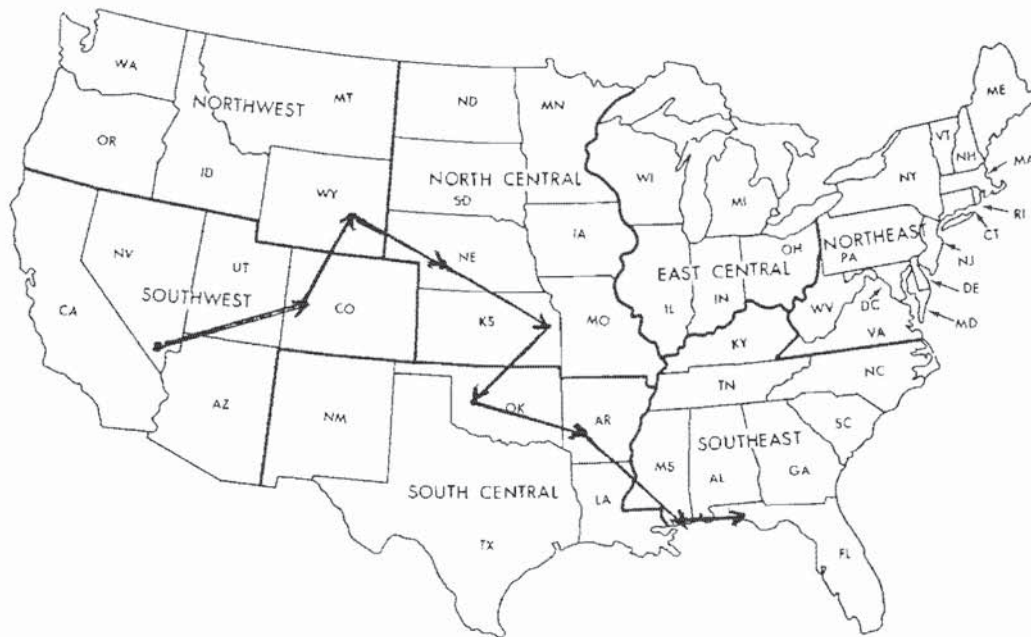 WA
MT
ND
MN
ME
NORTHWEST
OR
VT
NH
MA
ID
WY
NORTH CENTRAL
SD
WI
MI
NY
RI
CT
NV
UT
NE
IA
OH
NORTHEAST
PA
NJ
SOUTHWEST
EAST CENTRAL
DE
CA
CO
KS
MO
IL
IN
WV
DC
MD
VA
KY
AZ
NM
OK
AR
TN
NC
SC
SOUTHEAST
MS
AL
GA
SOUTH CENTRAL
LA
TX
FL